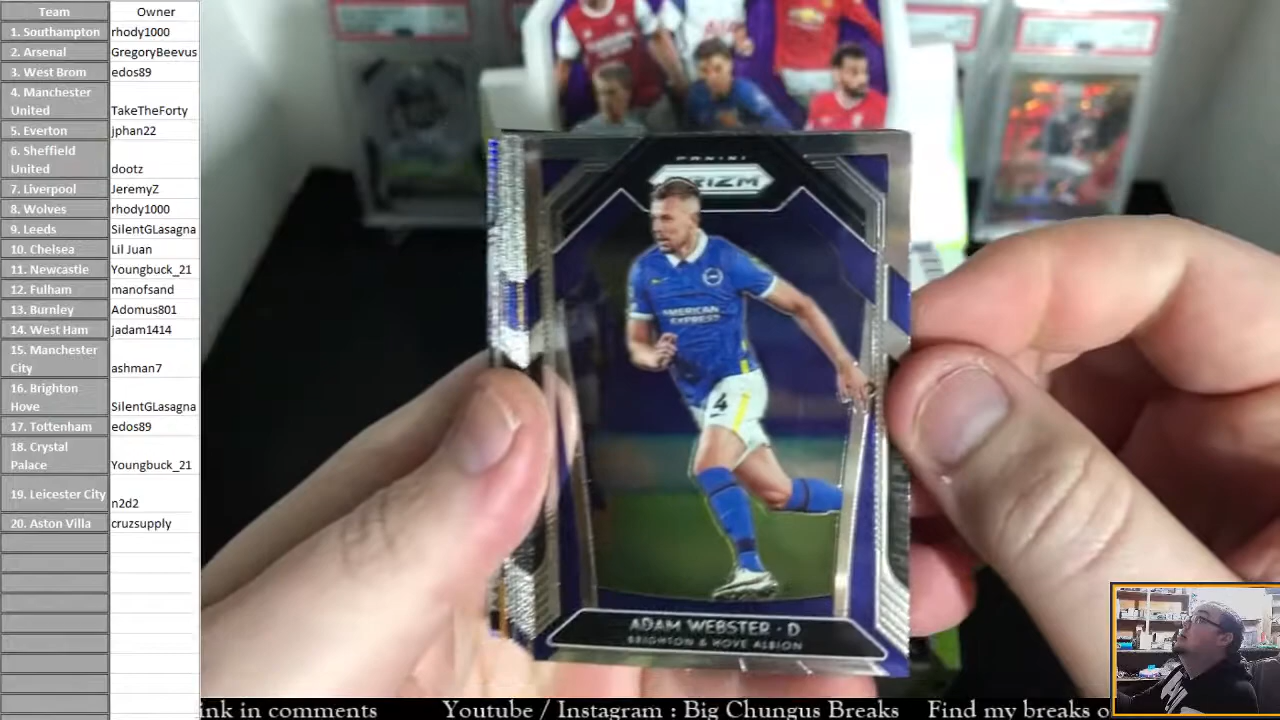 Team Owner
1. Southampton rhody1000
2. Arsenal GregoryBeevus
3. West Brom edos89
4. Manchester
United TakeTheForty
5. Everton jphan22
6. Sheffield
United dootz
7. Liverpool JeremyZ
8. Wolves rhody1000
9. Leeds SilentGLasagna
10. Chelsea Lil Juan
11. Newcastle Youngbuck_21
12. Fulham manofsand
13. Burnley Adomus801
14. West Ham jadam1414
15. Manchester
City ashman7
16. Brighton
Hove SilentGLasagna
17. Tottenham edos89
18. Crystal
Palace Youngbuck_21
19. Leicester City n2d2
20. Aston Villa cruzsupply
PANINI
PRIZM
AMERICAN
EXPRESS
4
ADAM WEBSTER · D
BRIGHTON & HOVE ALBION
ink in comments Youtube / Instagram : Big Chungus Breaks Find my breaks o